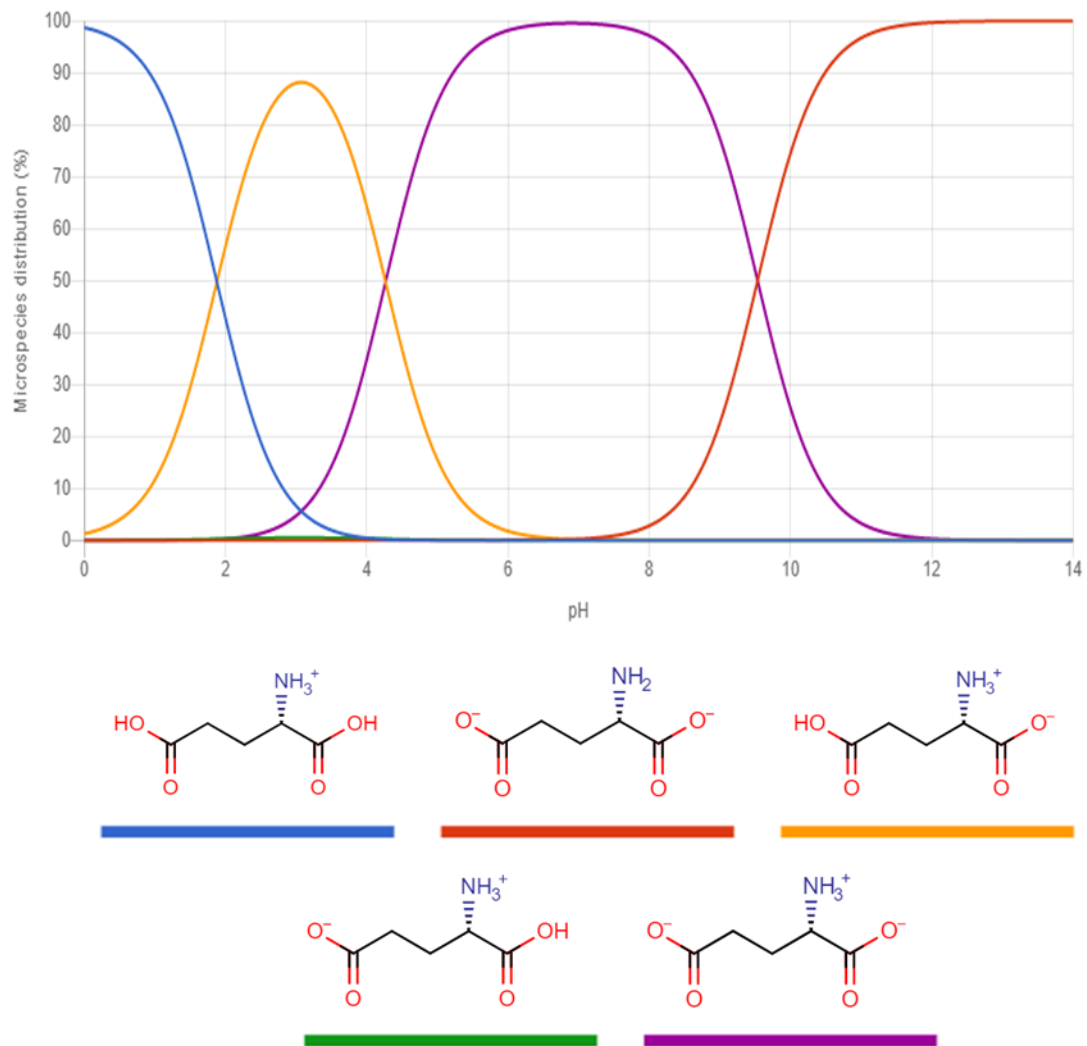 100
90
80
70
60
50
40
30
20
10
0
Microspecies distribution (%)
0 2 4 6 8 10 12 14
pH
NH3+ NH2 NH3+
HO OH O− O− HO O−
O O O O O O
NH3+ NH3+
O− OH O− O−
O O O O